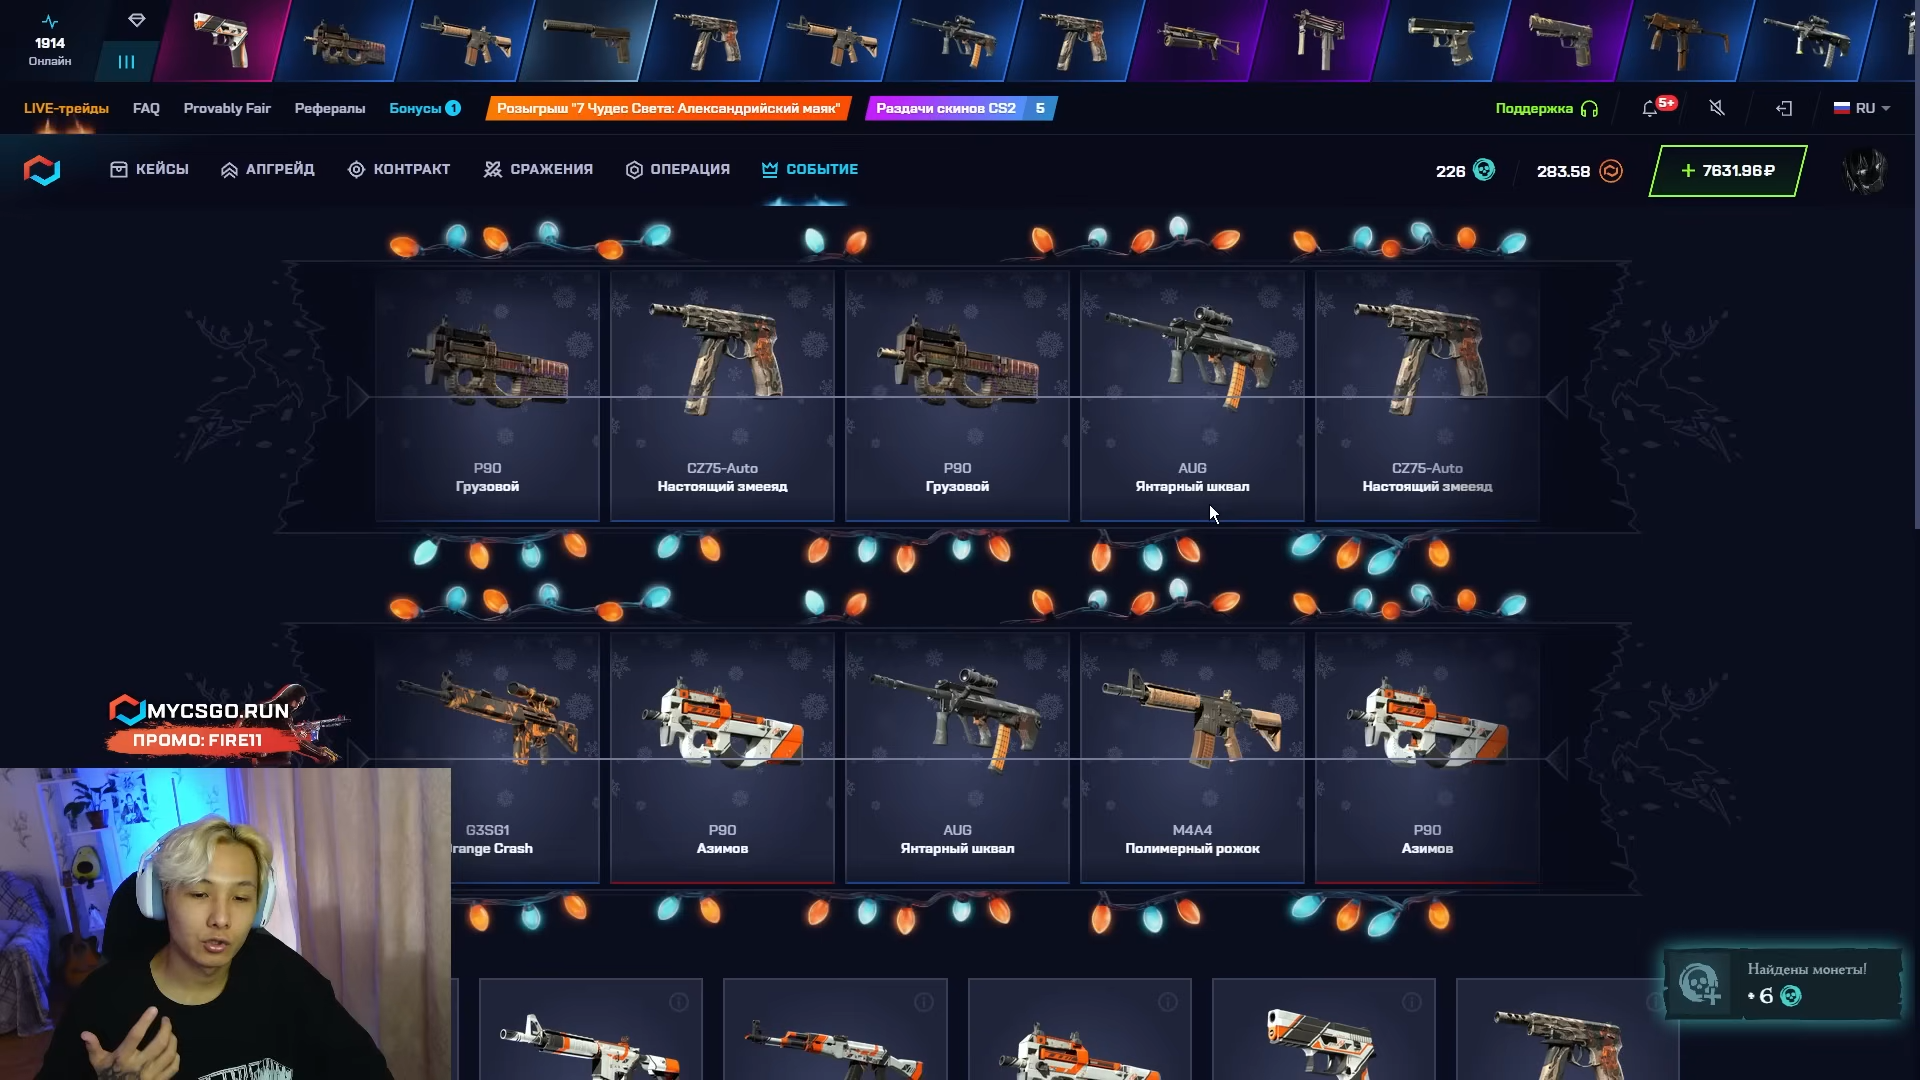 1914
Онлайн
LIVE-трейды
FAQ
Provably Fair
Рефералы
Бонусы 1
Розыгрыш "7 Чудес Света: Александрийский маяк"
Раздачи скинов CS2 5
Поддержка
5+
RU
КЕЙСЫ
АПГРЕЙД
КОНТРАКТ
СРАЖЕНИЯ
ОПЕРАЦИЯ
СОБЫТИЕ
226
283.58
+ 7631.96₽
P90
Грузовой
CZ75-Auto
Настоящий змееяд
P90
Грузовой
AUG
Янтарный шквал
CZ75-Auto
Настоящий змееяд
MYCSGO.RUN
ПРОМО: FIRE11
G3SG1
range Crash
P90
Азимов
AUG
Янтарный шквал
M4A4
Полимерный рожок
P90
Азимов
Найдены монеты!
+ 6